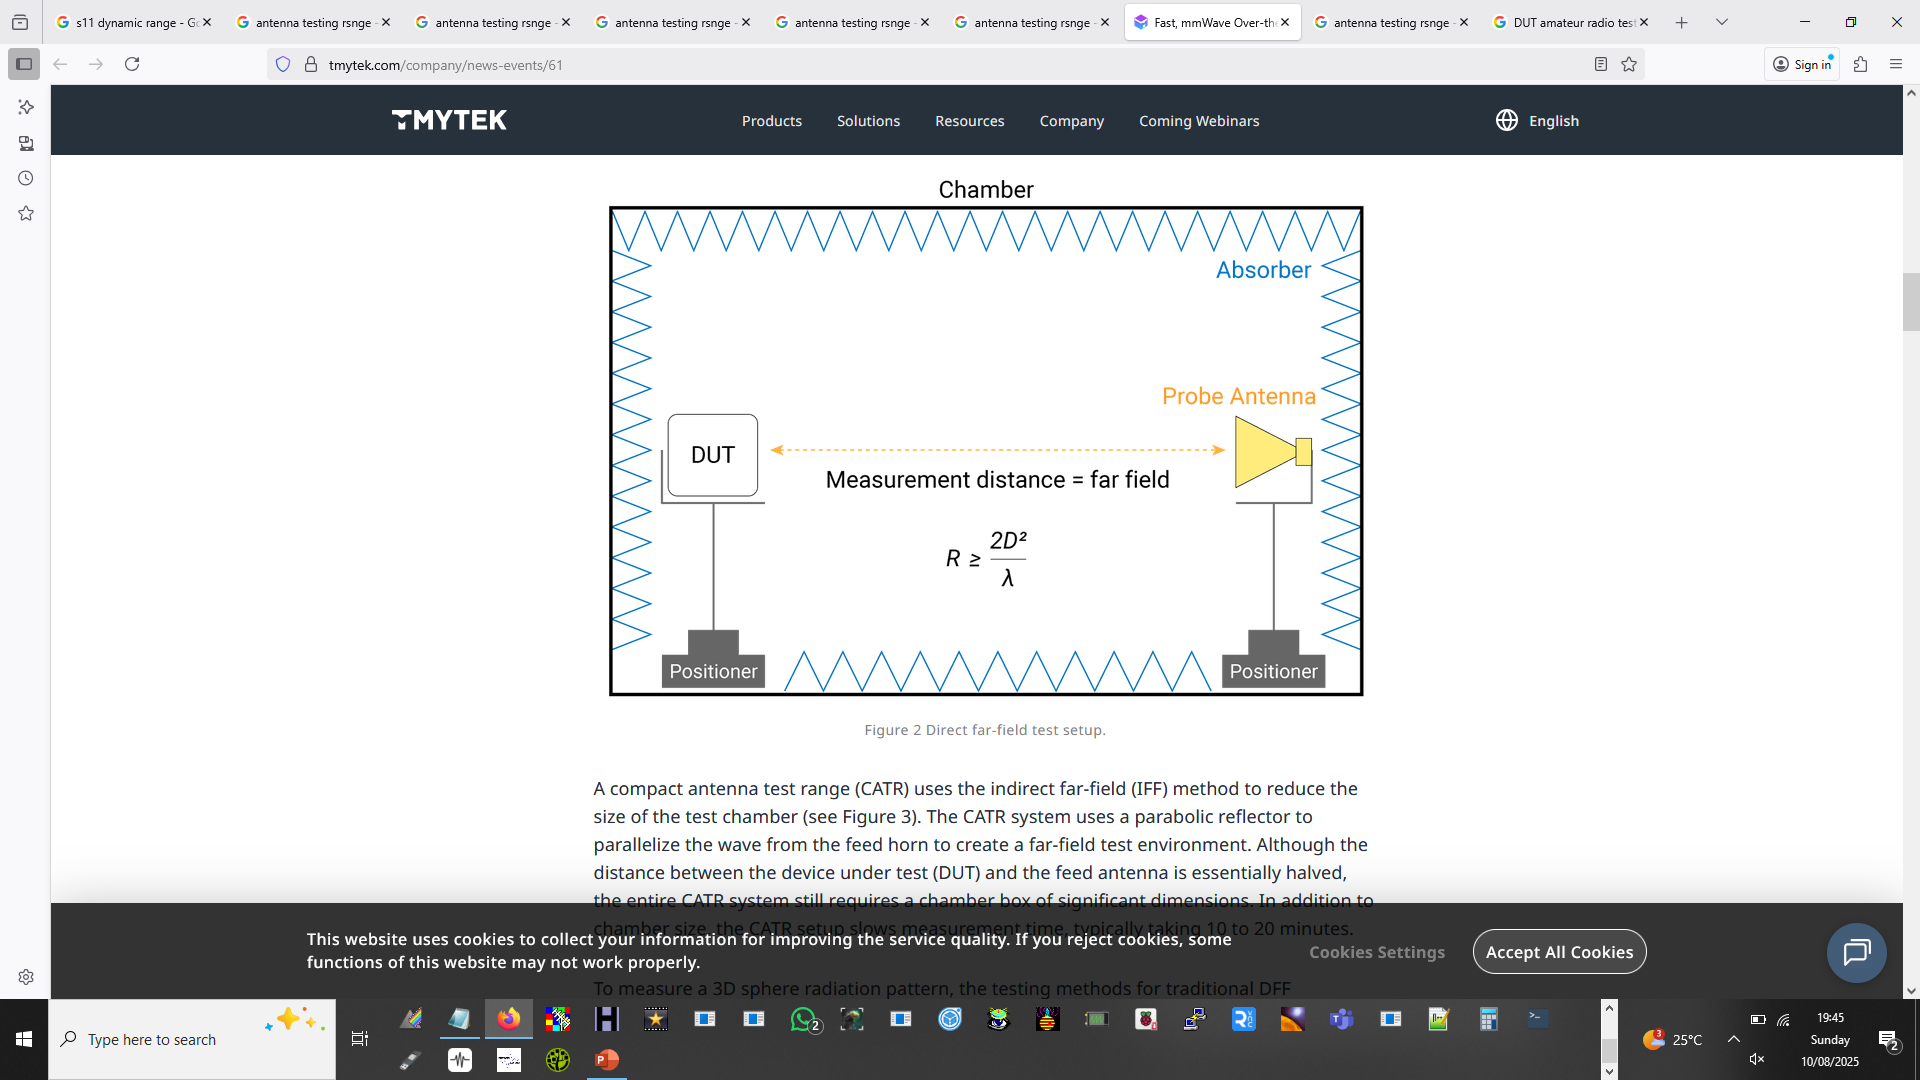 s11 dynamic range - Go
antenna testing rsnge -
antenna testing rsnge -
antenna testing rsnge -
antenna testing rsnge -
antenna testing rsnge -
Fast, mmWave Over-the
antenna testing rsnge -
DUT amateur radio test
tmytek.com/company/news-events/61
Sign in
TMYTEK
Products
Solutions
Resources
Company
Coming Webinars
English
Chamber
Absorber
Probe Antenna
DUT
Measurement distance = far field
R ≥ 2D²
λ
Positioner
Positioner
Figure 2 Direct far-field test setup.
A compact antenna test range (CATR) uses the indirect far-field (IFF) method to reduce the
size of the test chamber (see Figure 3). The CATR system uses a parabolic reflector to
parallelize the wave from the feed horn to create a far-field test environment. Although the
distance between the device under test (DUT) and the feed antenna is essentially halved,
the entire CATR system still requires a chamber box of significant dimensions. In addition to
chamber size, the CATR setup slows measurement time, typically taking 10 to 20 minutes.
This website uses cookies to collect your information for improving the service quality. If you reject cookies, some
functions of this website may not work properly.
Cookies Settings
Accept All Cookies
To measure a 3D sphere radiation pattern, the testing methods for traditional DFF
Type here to search
2
3
25°C
19:45
Sunday
10/08/2025
2